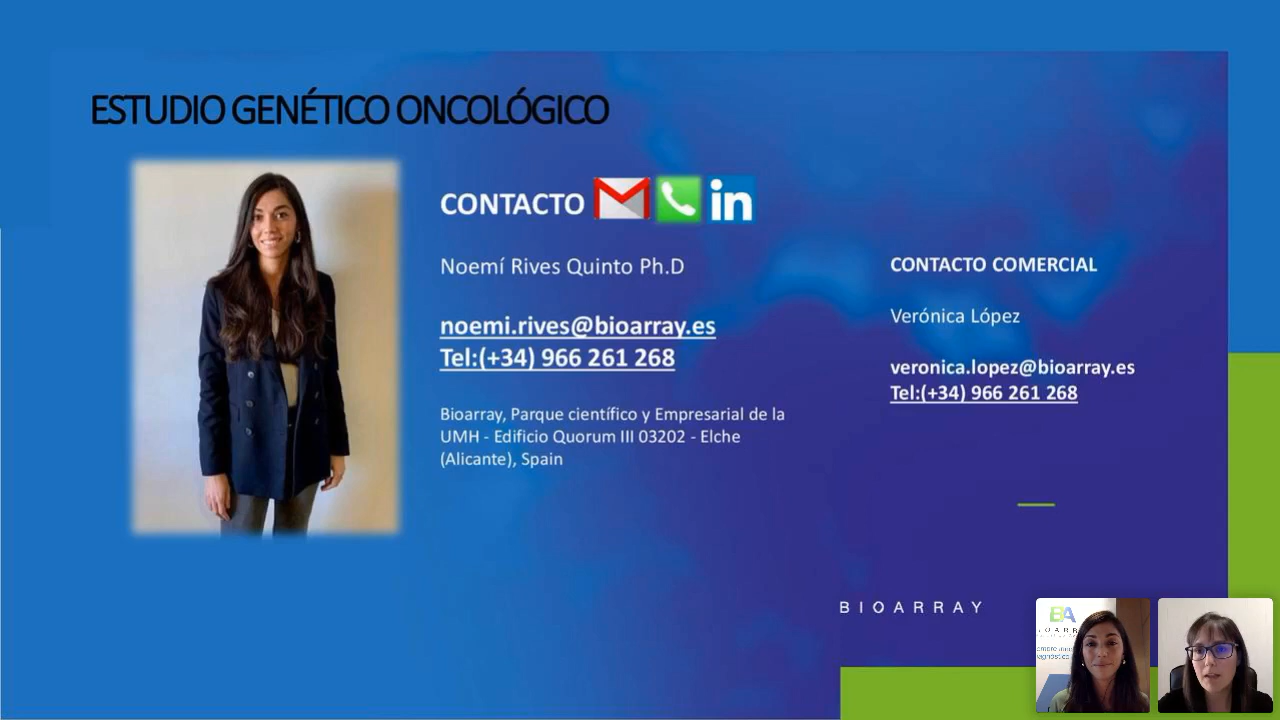 ESTUDIO GENÉTICO ONCOLÓGICO
CONTACTO
in
Noemí Rives Quinto Ph.D
noemi.rives@bioarray.es
Tel:(+34) 966 261 268
Bioarray, Parque científico y Empresarial de la
UMH - Edificio Quorum III 03202 - Elche
(Alicante), Spain
CONTACTO COMERCIAL
Verónica López
veronica.lopez@bioarray.es
Tel:(+34) 966 261 268
BIOARRAY
BA